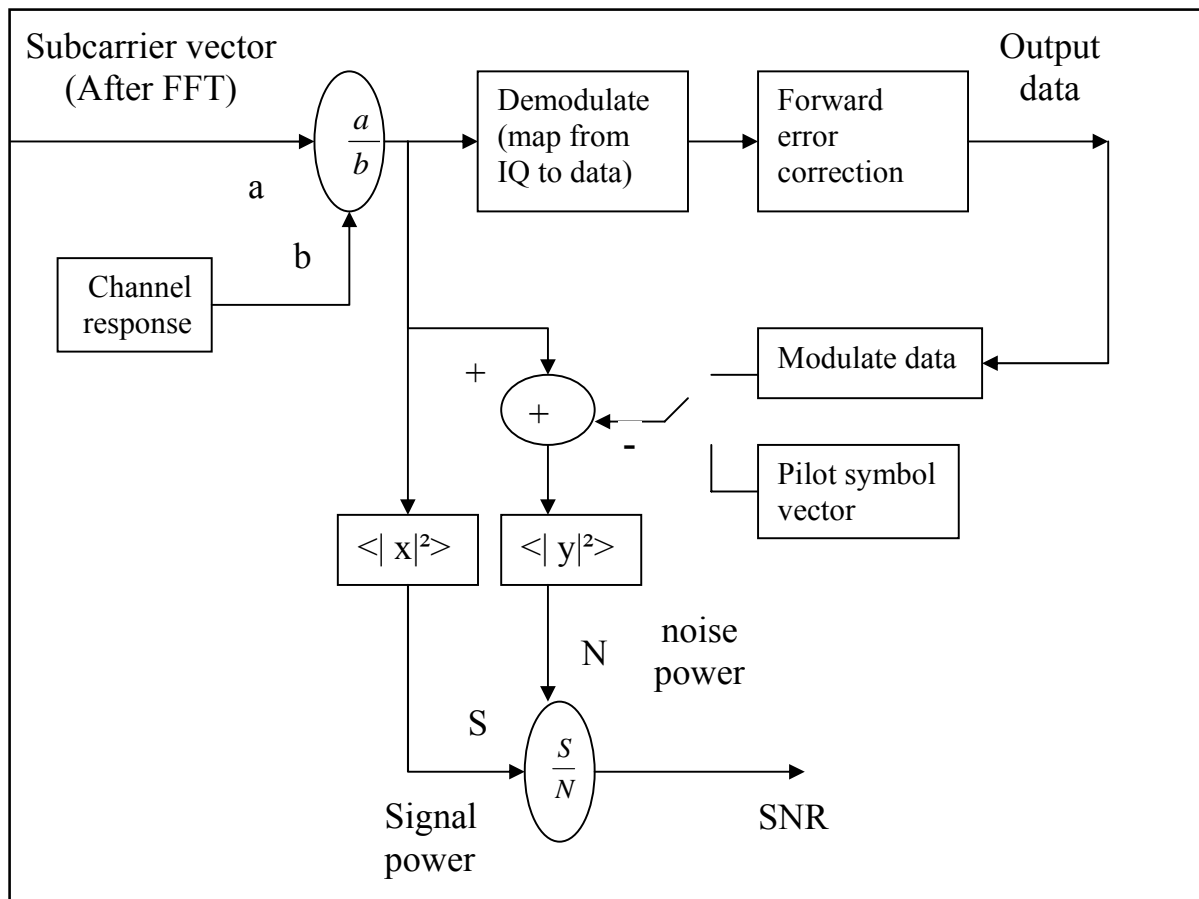 Subcarrier vector
(After FFT)
a
b
a
b
Channel
response
Demodulate
(map from
IQ to data)
Forward
error
correction
Output
data
Modulate data
Pilot symbol
vector
+
+
-
<| x|²>
<| y|²>
N
noise
power
S
S
N
Signal
power
SNR